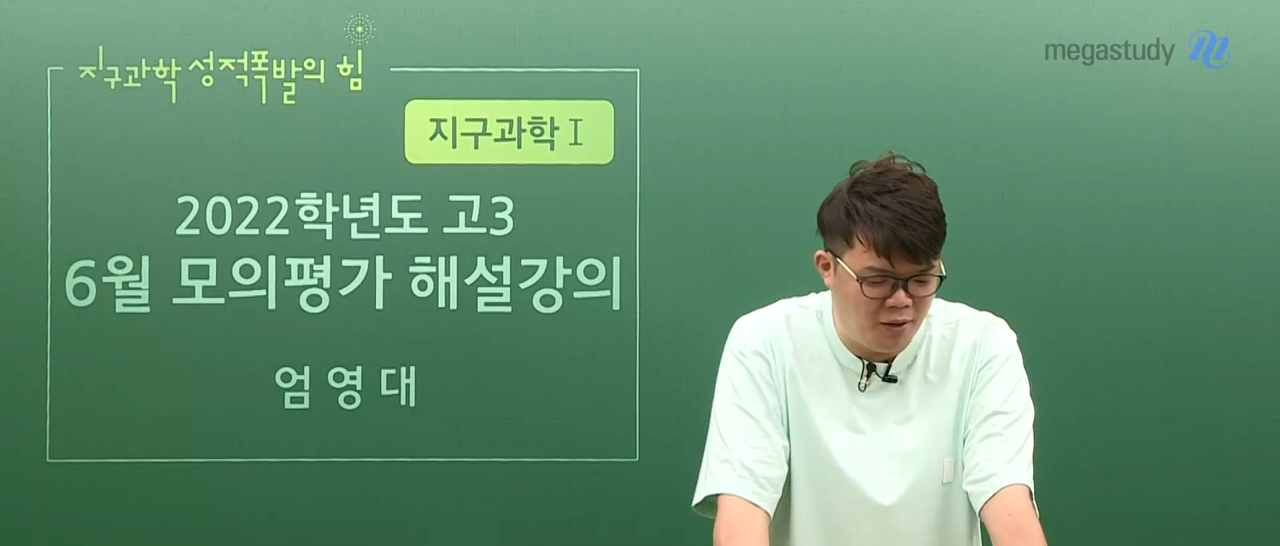 지구과학 성적폭발의 힘
megastudy
지구과학 I
2022학년도 고3
6월 모의평가 해설강의
엄영대